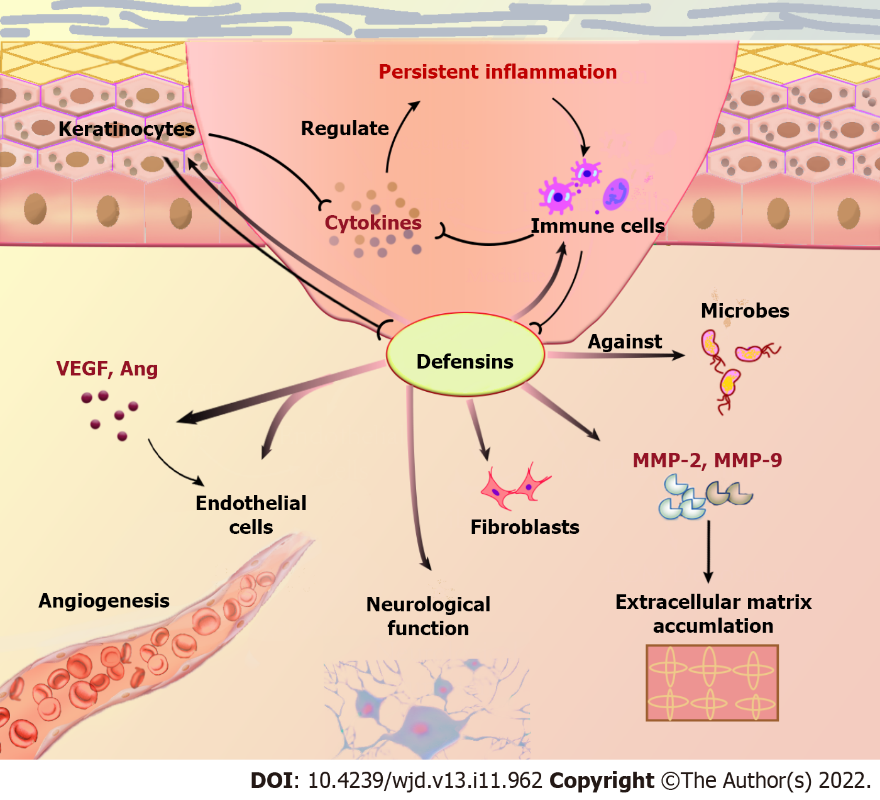 Persistent inflammation
Regulate
Keratinocytes
Cytokines
Immune cells
Microbes
Against
Defensins
VEGF, Ang
MMP-2, MMP-9
Endothelial
cells
Fibroblasts
Angiogenesis
Neurological
function
Extracellular matrix
accumlation
DOI: 10.4239/wjd.v13.i11.962 Copyright ©The Author(s) 2022.